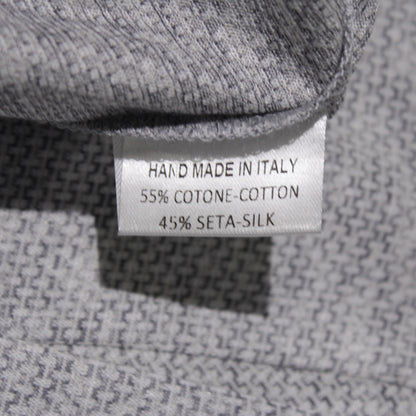 HAND MADE IN ITALY
55% COTONE-COTTON
45% SETA-SILK